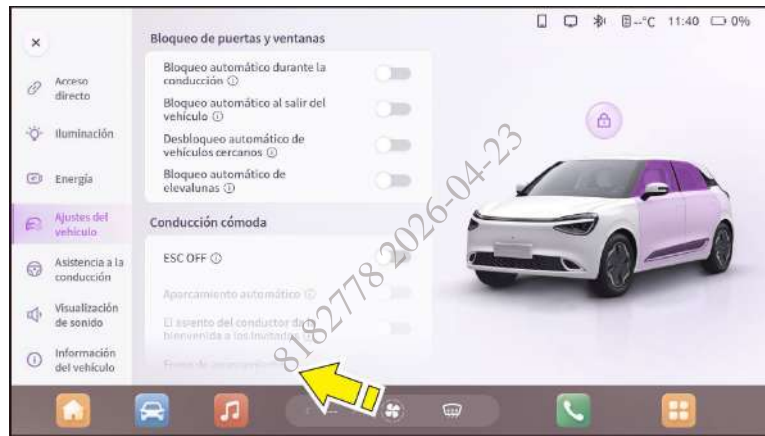 --°C 11:40 0%
Bloqueo de puertas y ventanas
Bloqueo automático durante la
conducción
Bloqueo automático al salir del
vehículo
Desbloqueo automático de
vehículos cercanos
Bloqueo automático de
elevalunas
Conducción cómoda
ESC OFF
Aparcamiento automático
El asiento del conductor da la
bienvenida a los invitados
Acceso
directo
Iluminación
Energía
Ajustes del
vehículo
Asistencia a la
conducción
Visualización
de sonido
Información
del vehículo
8182778 2026-04-23